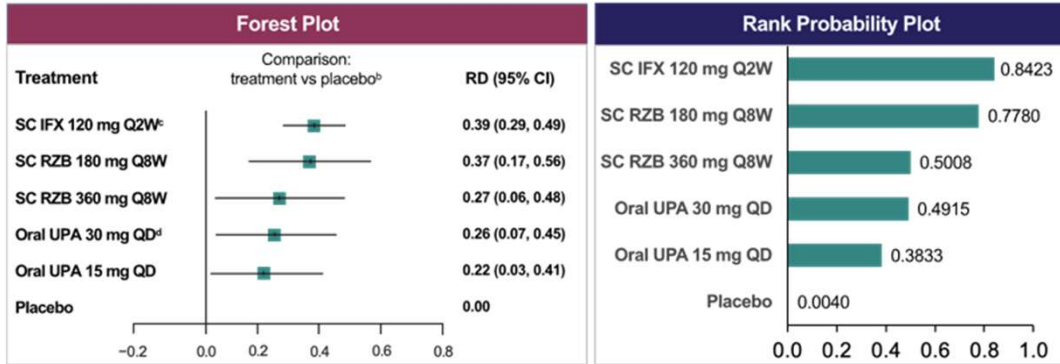 Forest Plot
Treatment
Comparison:
treatment vs placeboᵇ
RD (95% CI)
SC IFX 120 mg Q2Wᶜ 0.39 (0.29, 0.49)
SC RZB 180 mg Q8W 0.37 (0.17, 0.56)
SC RZB 360 mg Q8W 0.27 (0.06, 0.48)
Oral UPA 30 mg QDᵈ 0.26 (0.07, 0.45)
Oral UPA 15 mg QD 0.22 (0.03, 0.41)
Placebo 0.00
−0.2 0.0 0.2 0.4 0.6 0.8
Rank Probability Plot
SC IFX 120 mg Q2W 0.8423
SC RZB 180 mg Q8W 0.7780
SC RZB 360 mg Q8W 0.5008
Oral UPA 30 mg QD 0.4915
Oral UPA 15 mg QD 0.3833
Placebo 0.0040
0.0 0.2 0.4 0.6 0.8 1.0